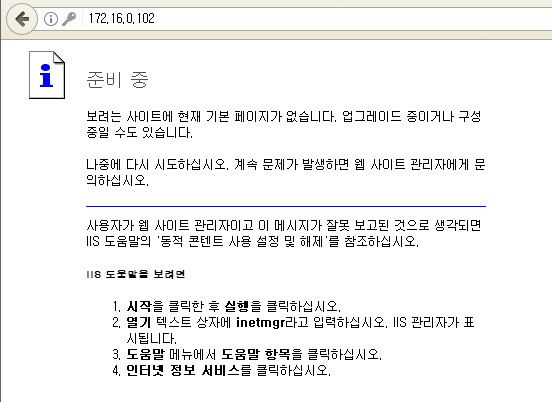 172.16.0.102
준비 중
보려는 사이트에 현재 기본 페이지가 없습니다. 업그레이드 중이거나 구성
중일 수도 있습니다.
나중에 다시 시도하십시오. 계속 문제가 발생하면 웹 사이트 관리자에게 문
의하십시오.
사용자가 웹 사이트 관리자이고 이 메시지가 잘못 보고된 것으로 생각되면
IIS 도움말의 '동적 콘텐트 사용 설정 및 해제'를 참조하십시오.
IIS 도움말을 보려면
1. 시작을 클릭한 후 실행을 클릭하십시오.
2. 열기 텍스트 상자에 inetmgr라고 입력하십시오. IIS 관리자가 표
시됩니다.
3. 도움말 메뉴에서 도움말 항목을 클릭하십시오.
4. 인터넷 정보 서비스를 클릭하십시오.